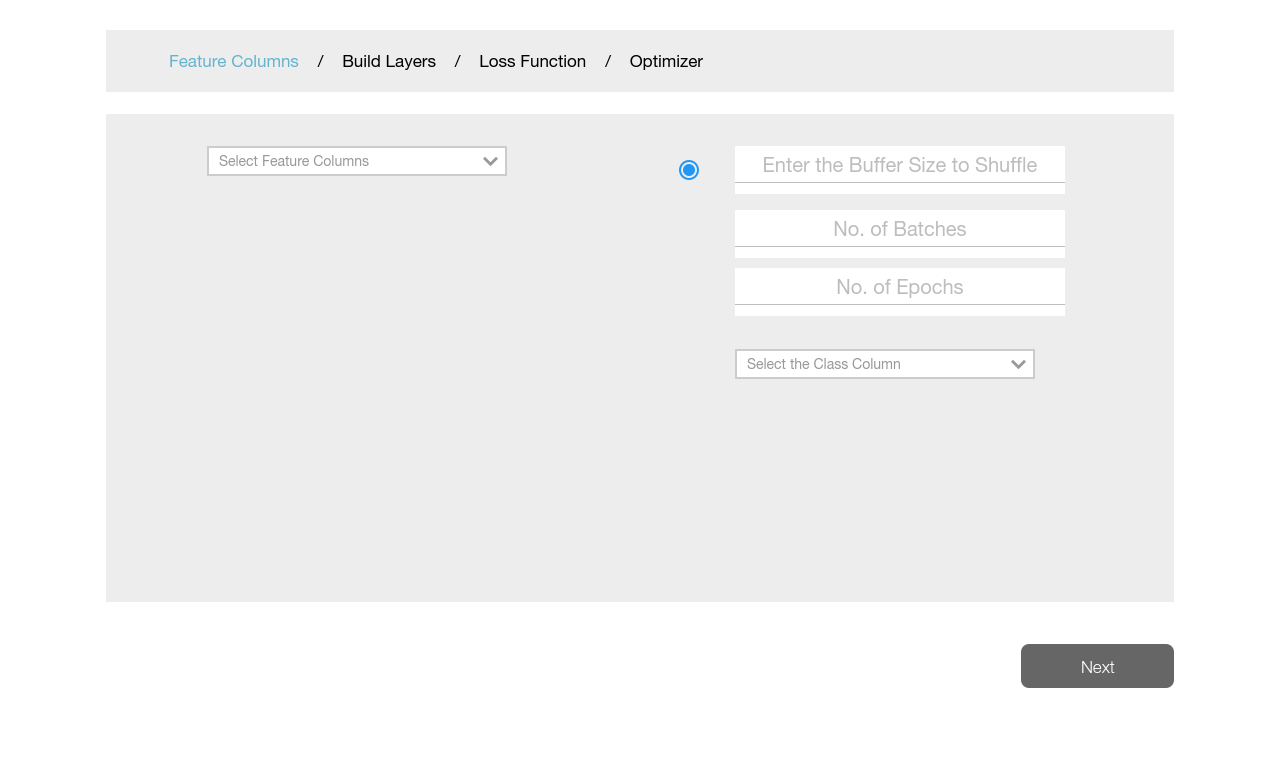 Feature Columns / Build Layers / Loss Function / Optimizer
Select Feature Columns
Enter the Buffer Size to Shuffle
No. of Batches
No. of Epochs
Select the Class Column
Next